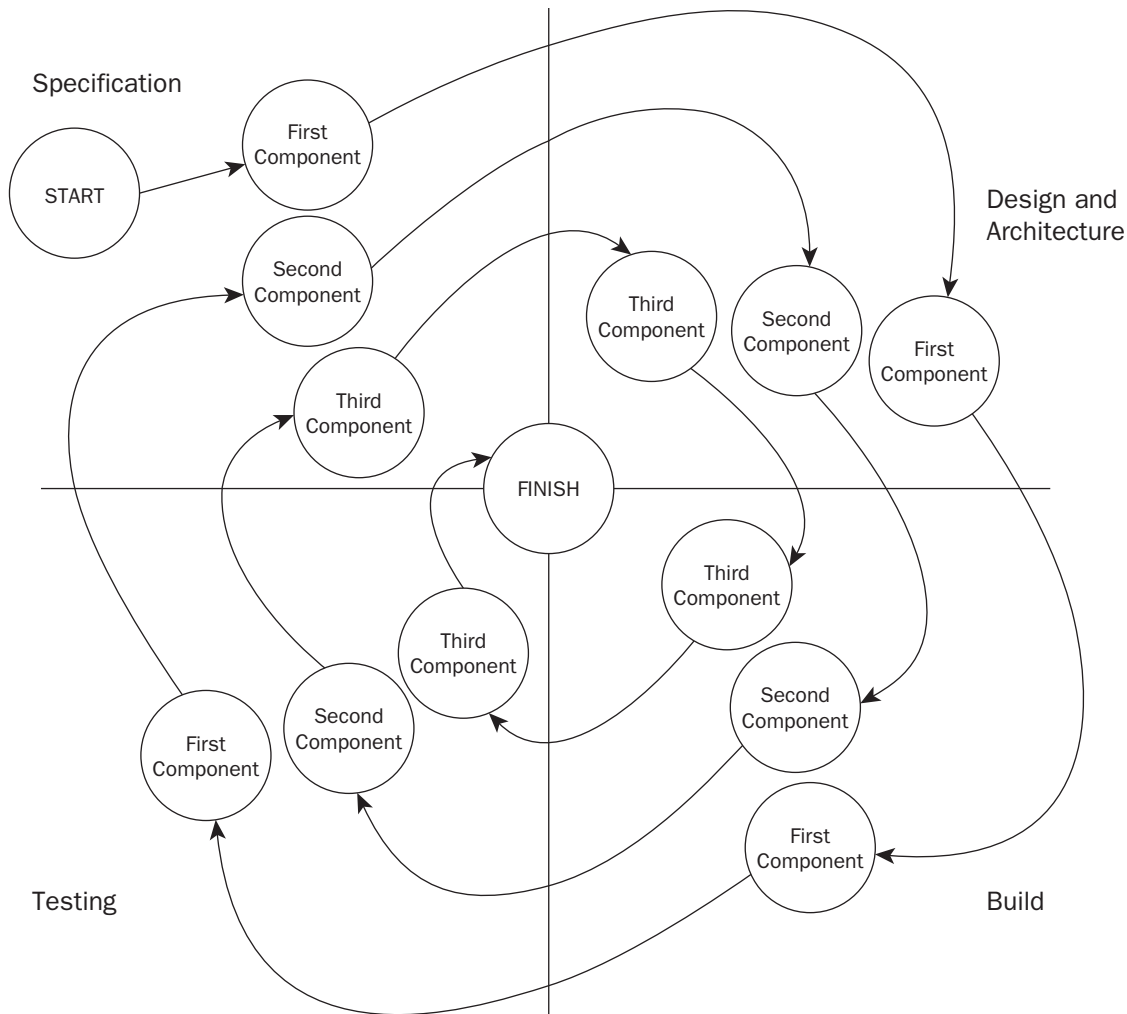 Specification
START
First
Component
Second
Component
Third
Component
Design and
Architecture
Third
Component
Second
Component
First
Component
FINISH
Third
Component
Second
Component
First
Component
Build
Third
Component
Second
Component
First
Component
Testing